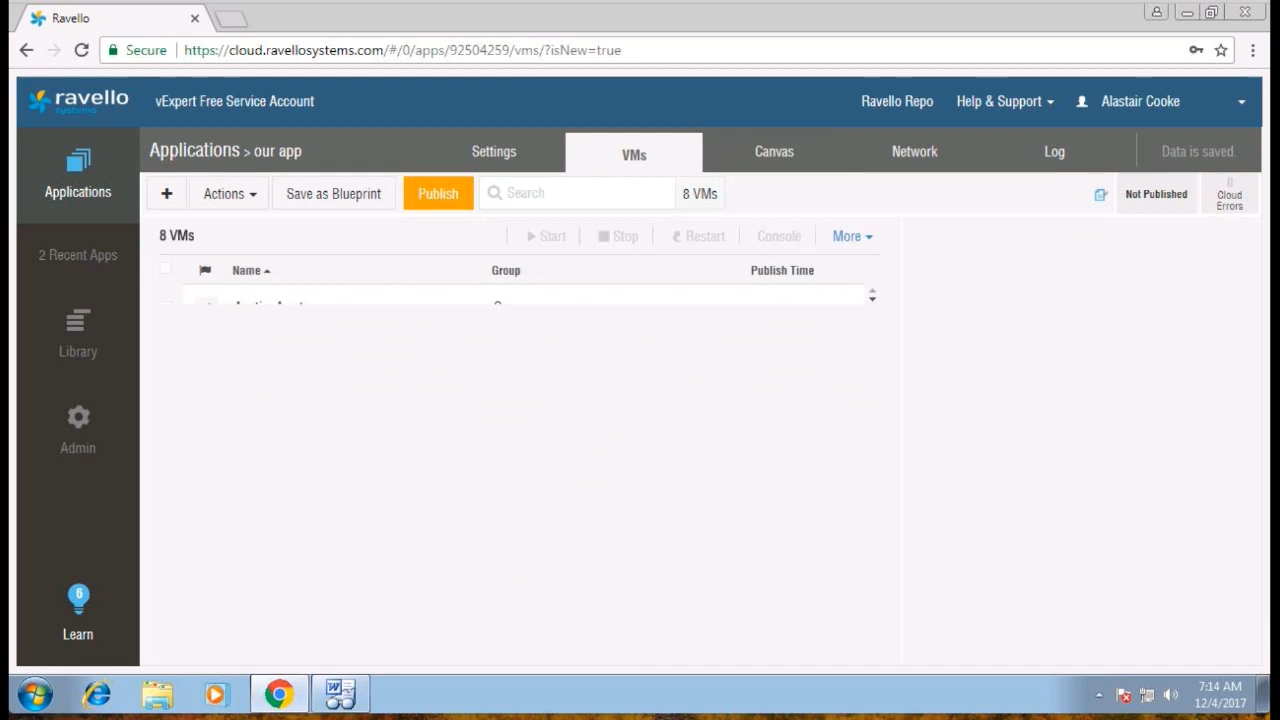 Ravello
Secure
https://cloud.ravellosystems.com/#/0/apps/92504259/vms/?isNew=true
ravello
systems
vExpert Free Service Account
Ravello Repo
Help & Support
Alastair Cooke
Applications
2 Recent Apps
Library
Admin
6
Learn
Applications > our app
Settings
VMs
Canvas
Network
Log
Data is saved.
+
Actions
Save as Blueprint
Publish
Search
8 VMs
Not Published
Cloud
Errors
8 VMs
Start
Stop
Restart
Console
More
Name
Group
Publish Time
7:14 AM
12/4/2017